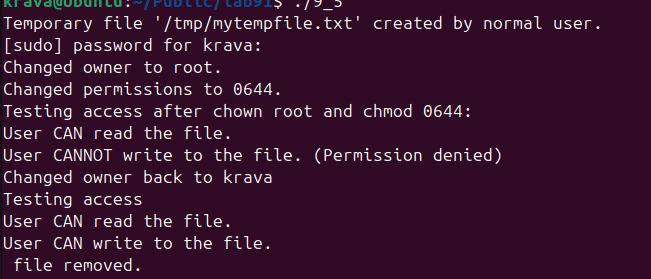 krava@Ubuntu:~/Public/lab91$ ./9_5
Temporary file '/tmp/mytempfile.txt' created by normal user.
[sudo] password for krava:
Changed owner to root.
Changed permissions to 0644.
Testing access after chown root and chmod 0644:
User CAN read the file.
User CANNOT write to the file. (Permission denied)
Changed owner back to krava
Testing access
User CAN read the file.
User CAN write to the file.
 file removed.